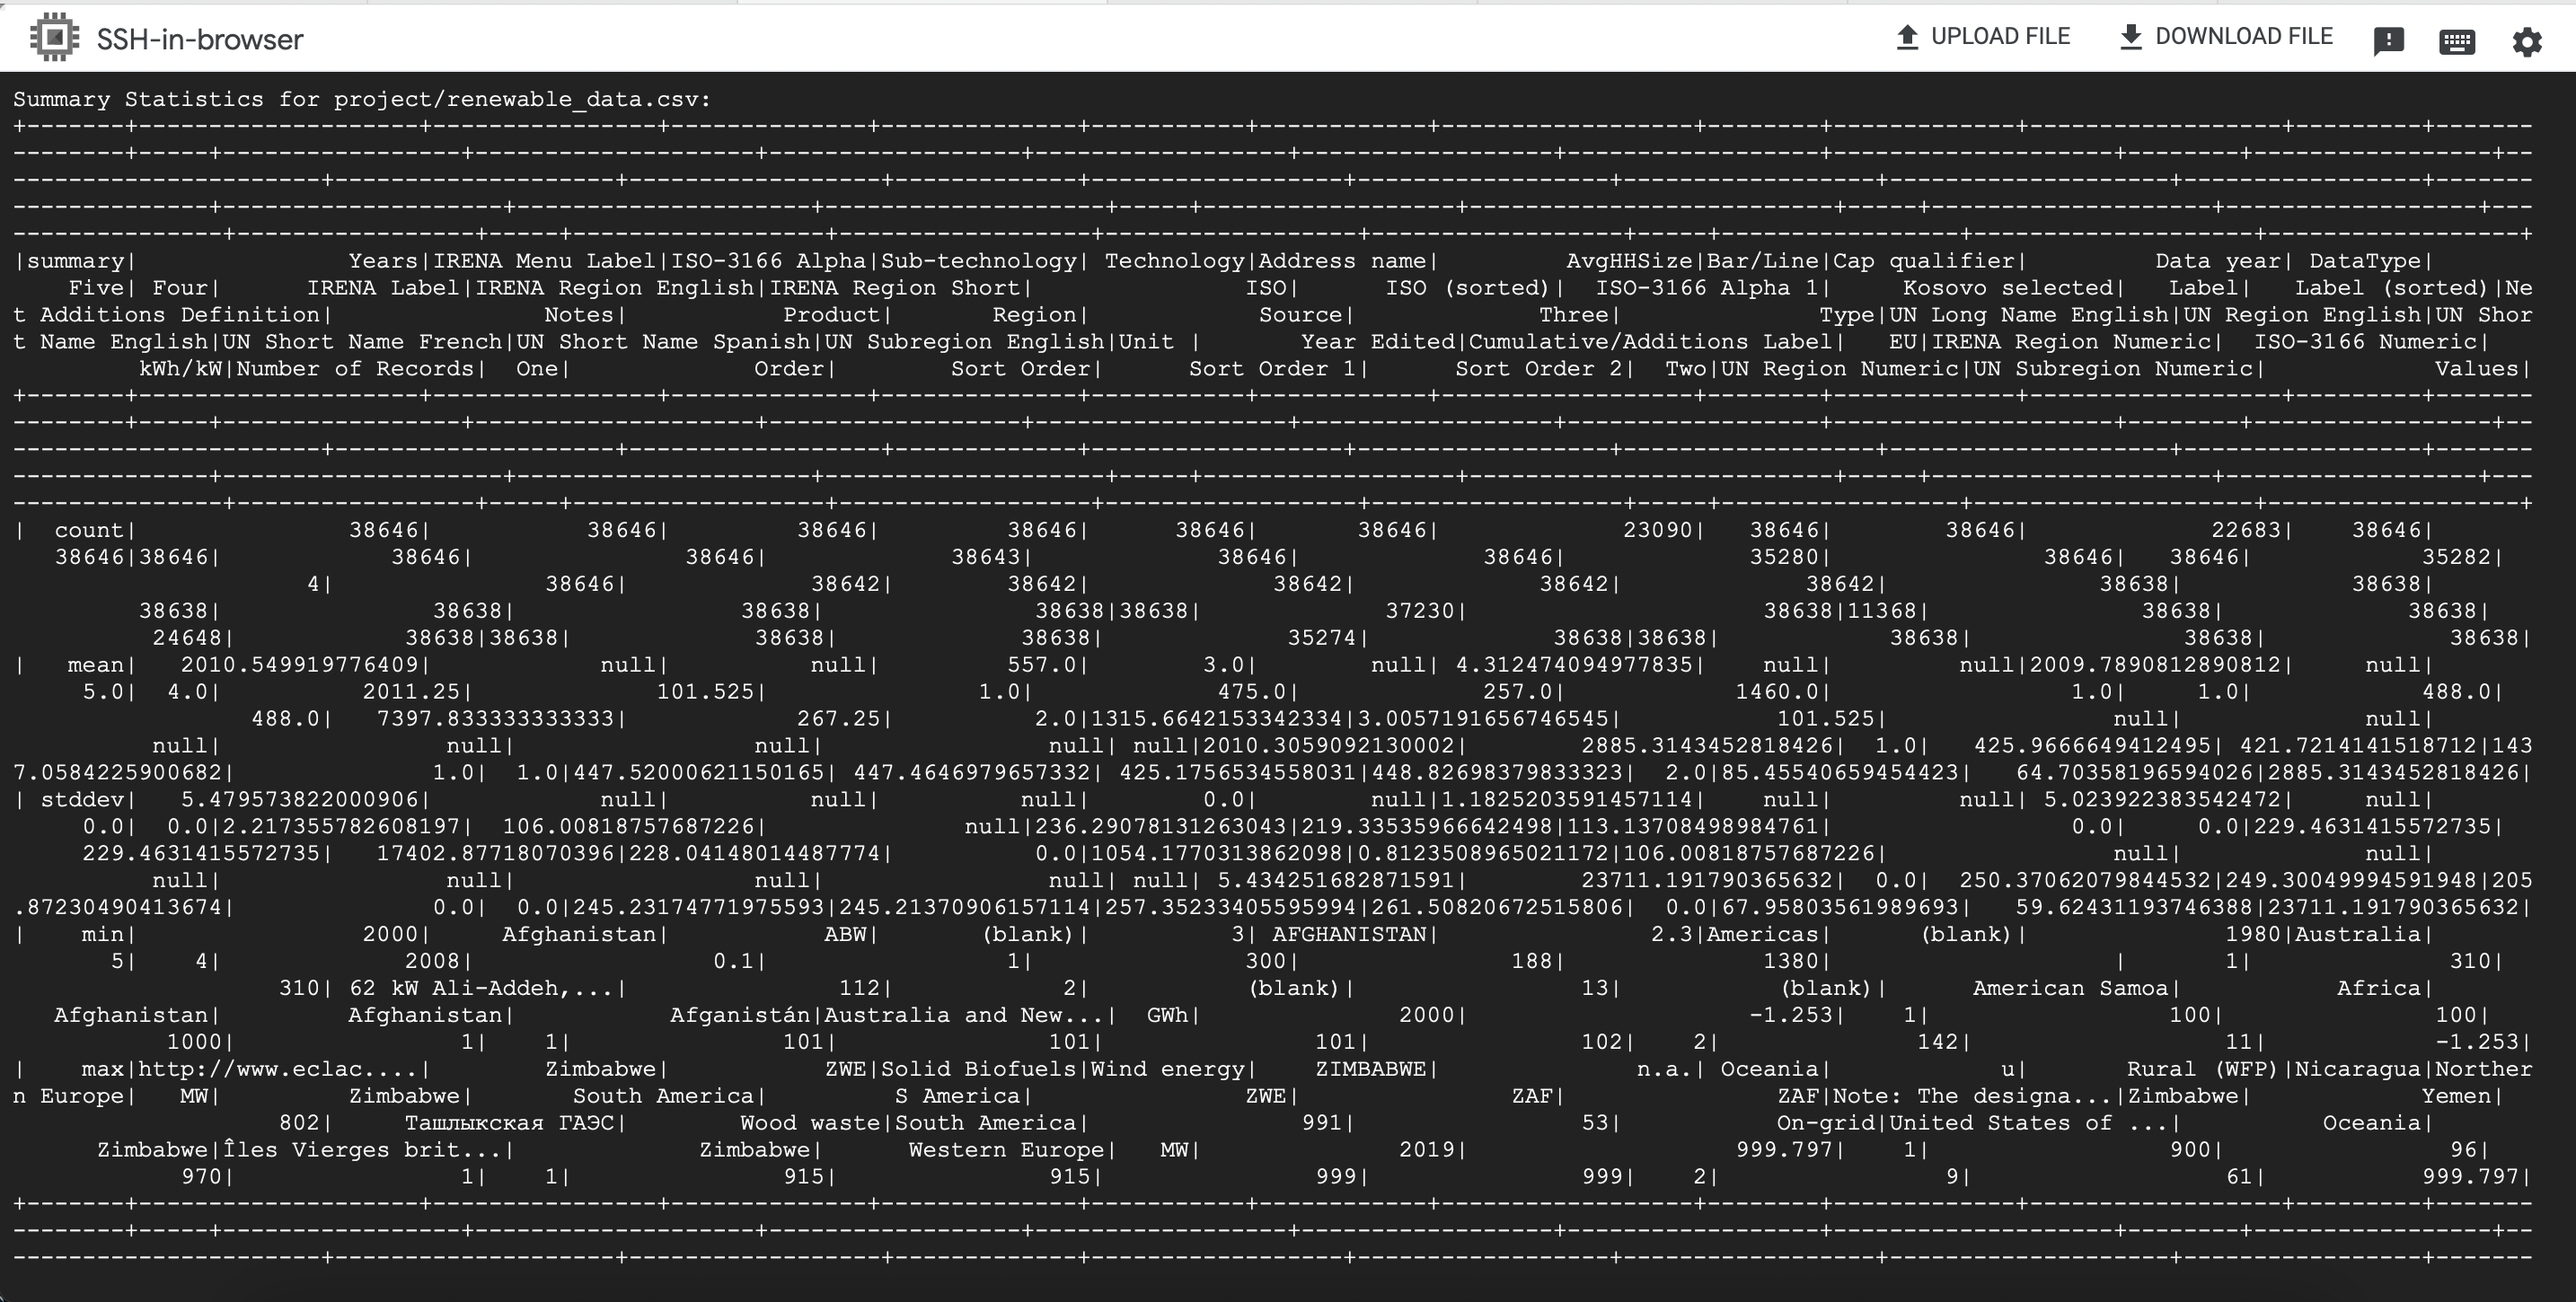 SSH-in-browser UPLOAD FILE DOWNLOAD FILE
Summary Statistics for project/renewable_data.csv:
+-------+--------------------+----------------+--------------+--------------+-----------+------------+------------------+--------+-------------+------------------+---------+-------
--------+-----+-----------------+--------------------+------------------+------------------+------------------+------------------+--------------------+--------+-----------------+--
----------------------+--------------------+------------------+-------------+------------------+------------------+------------------+--------------------+-----------------+-------
--------------+--------------------+---------------------+--------------------+-----+------------------+--------------------------+-----+--------------------+------------------+---
---------------+-----------------+-----+------------------+------------------+------------------+------------------+-----+-----------------+--------------------+------------------+
|summary|               Years|IRENA Menu Label|ISO-3166 Alpha|Sub-technology| Technology|Address name|         AvgHHSize|Bar/Line|Cap qualifier|         Data year| DataType|
    Five| Four|      IRENA Label|IRENA Region English|IRENA Region Short|               ISO|      ISO (sorted)|  ISO-3166 Alpha 1|     Kosovo selected|   Label|   Label (sorted)|Ne
t Additions Definition|               Notes|           Product|       Region|            Source|             Three|              Type|UN Long Name English|UN Region English|UN Shor
t Name English|UN Short Name French|UN Short Name Spanish|UN Subregion English|Unit |       Year Edited|Cumulative/Additions Label|   EU|IRENA Region Numeric|  ISO-3166 Numeric|
         kWh/kW|Number of Records|  One|             Order|        Sort Order|      Sort Order 1|      Sort Order 2|  Two|UN Region Numeric|UN Subregion Numeric|            Values|
+-------+--------------------+----------------+--------------+--------------+-----------+------------+------------------+--------+-------------+------------------+---------+-------
--------+-----+-----------------+--------------------+------------------+------------------+------------------+------------------+--------------------+--------+-----------------+--
----------------------+--------------------+------------------+-------------+------------------+------------------+------------------+--------------------+-----------------+-------
--------------+--------------------+---------------------+--------------------+-----+------------------+--------------------------+-----+--------------------+------------------+---
---------------+-----------------+-----+------------------+------------------+------------------+------------------+-----+-----------------+--------------------+------------------+
|  count|               38646|           38646|         38646|         38646|      38646|       38646|             23090|   38646|        38646|             22683|    38646|
   38646|38646|            38646|               38646|             38643|             38646|             38646|             35280|               38646|   38646|            35282|
                     4|               38646|             38642|        38642|             38642|             38642|             38642|               38638|            38638|
         38638|               38638|                38638|               38638|38638|             37230|                     38638|11368|               38638|             38638|
          24648|            38638|38638|             38638|             38638|             35274|             38638|38638|            38638|               38638|             38638|
|   mean|   2010.549919776409|            null|          null|         557.0|        3.0|        null| 4.312474094977835|    null|         null|2009.7890812890812|     null|
     5.0|  4.0|          2011.25|             101.525|               1.0|             475.0|             257.0|            1460.0|                 1.0|     1.0|            488.0|
                 488.0|   7397.833333333333|            267.25|          2.0|1315.6642153342334|3.0057191656746545|           101.525|                null|             null|
          null|                null|                 null|                null| null|2010.3059092130002|        2885.3143452818426|  1.0|   425.9666649412495| 421.7214141518712|143
7.0584225900682|              1.0|  1.0|447.52000621150165| 447.4646979657332| 425.1756534558031|448.82698379833323|  2.0|85.45540659454423|   64.70358196594026|2885.3143452818426|
| stddev|   5.479573822000906|            null|          null|          null|        0.0|        null|1.1825203591457114|    null|         null| 5.023922383542472|     null|
     0.0|  0.0|2.217355782608197|  106.00818757687226|              null|236.29078131263043|219.33535966642498|113.13708498984761|                 0.0|     0.0|229.4631415572735|
     229.4631415572735|   17402.87718070396|228.04148014487774|          0.0|1054.1770313862098|0.8123508965021172|106.00818757687226|                null|             null|
          null|                null|                 null|                null| null| 5.434251682871591|        23711.191790365632|  0.0|  250.37062079844532|249.30049994591948|205
.87230490413674|              0.0|  0.0|245.23174771975593|245.21370906157114|257.35233405595994|261.50820672515806|  0.0|67.95803561989693|   59.62431193746388|23711.191790365632|
|    min|                2000|     Afghanistan|           ABW|       (blank)|          3| AFGHANISTAN|               2.3|Americas|      (blank)|              1980|Australia|
       5|    4|             2008|                 0.1|                 1|               300|               188|              1380|                    |       1|              310|
                   310| 62 kW Ali-Addeh,...|               112|            2|           (blank)|                13|           (blank)|      American Samoa|           Africa|
   Afghanistan|         Afghanistan|           Afganistán|Australia and New...|  GWh|              2000|                    -1.253|    1|                 100|               100|
           1000|                1|    1|               101|               101|               101|               102|    2|              142|                  11|            -1.253|
|    max|http://www.eclac....|        Zimbabwe|           ZWE|Solid Biofuels|Wind energy|    ZIMBABWE|              n.a.| Oceania|            u|       Rural (WFP)|Nicaragua|Norther
n Europe|   MW|         Zimbabwe|       South America|         S America|               ZWE|               ZAF|               ZAF|Note: The designa...|Zimbabwe|            Yemen|
                   802|     Ташлыкская ГАЭС|        Wood waste|South America|               991|                53|           On-grid|United States of ...|          Oceania|
      Zimbabwe|Îles Vierges brit...|             Zimbabwe|      Western Europe|   MW|              2019|                   999.797|    1|                 900|                96|
            970|                1|    1|               915|               915|               999|               999|    2|                9|                  61|           999.797|
+-------+--------------------+----------------+--------------+--------------+-----------+------------+------------------+--------+-------------+------------------+---------+-------
--------+-----+-----------------+--------------------+------------------+------------------+------------------+------------------+--------------------+--------+-----------------+--
----------------------+--------------------+------------------+-------------+------------------+------------------+------------------+--------------------+-----------------+-------